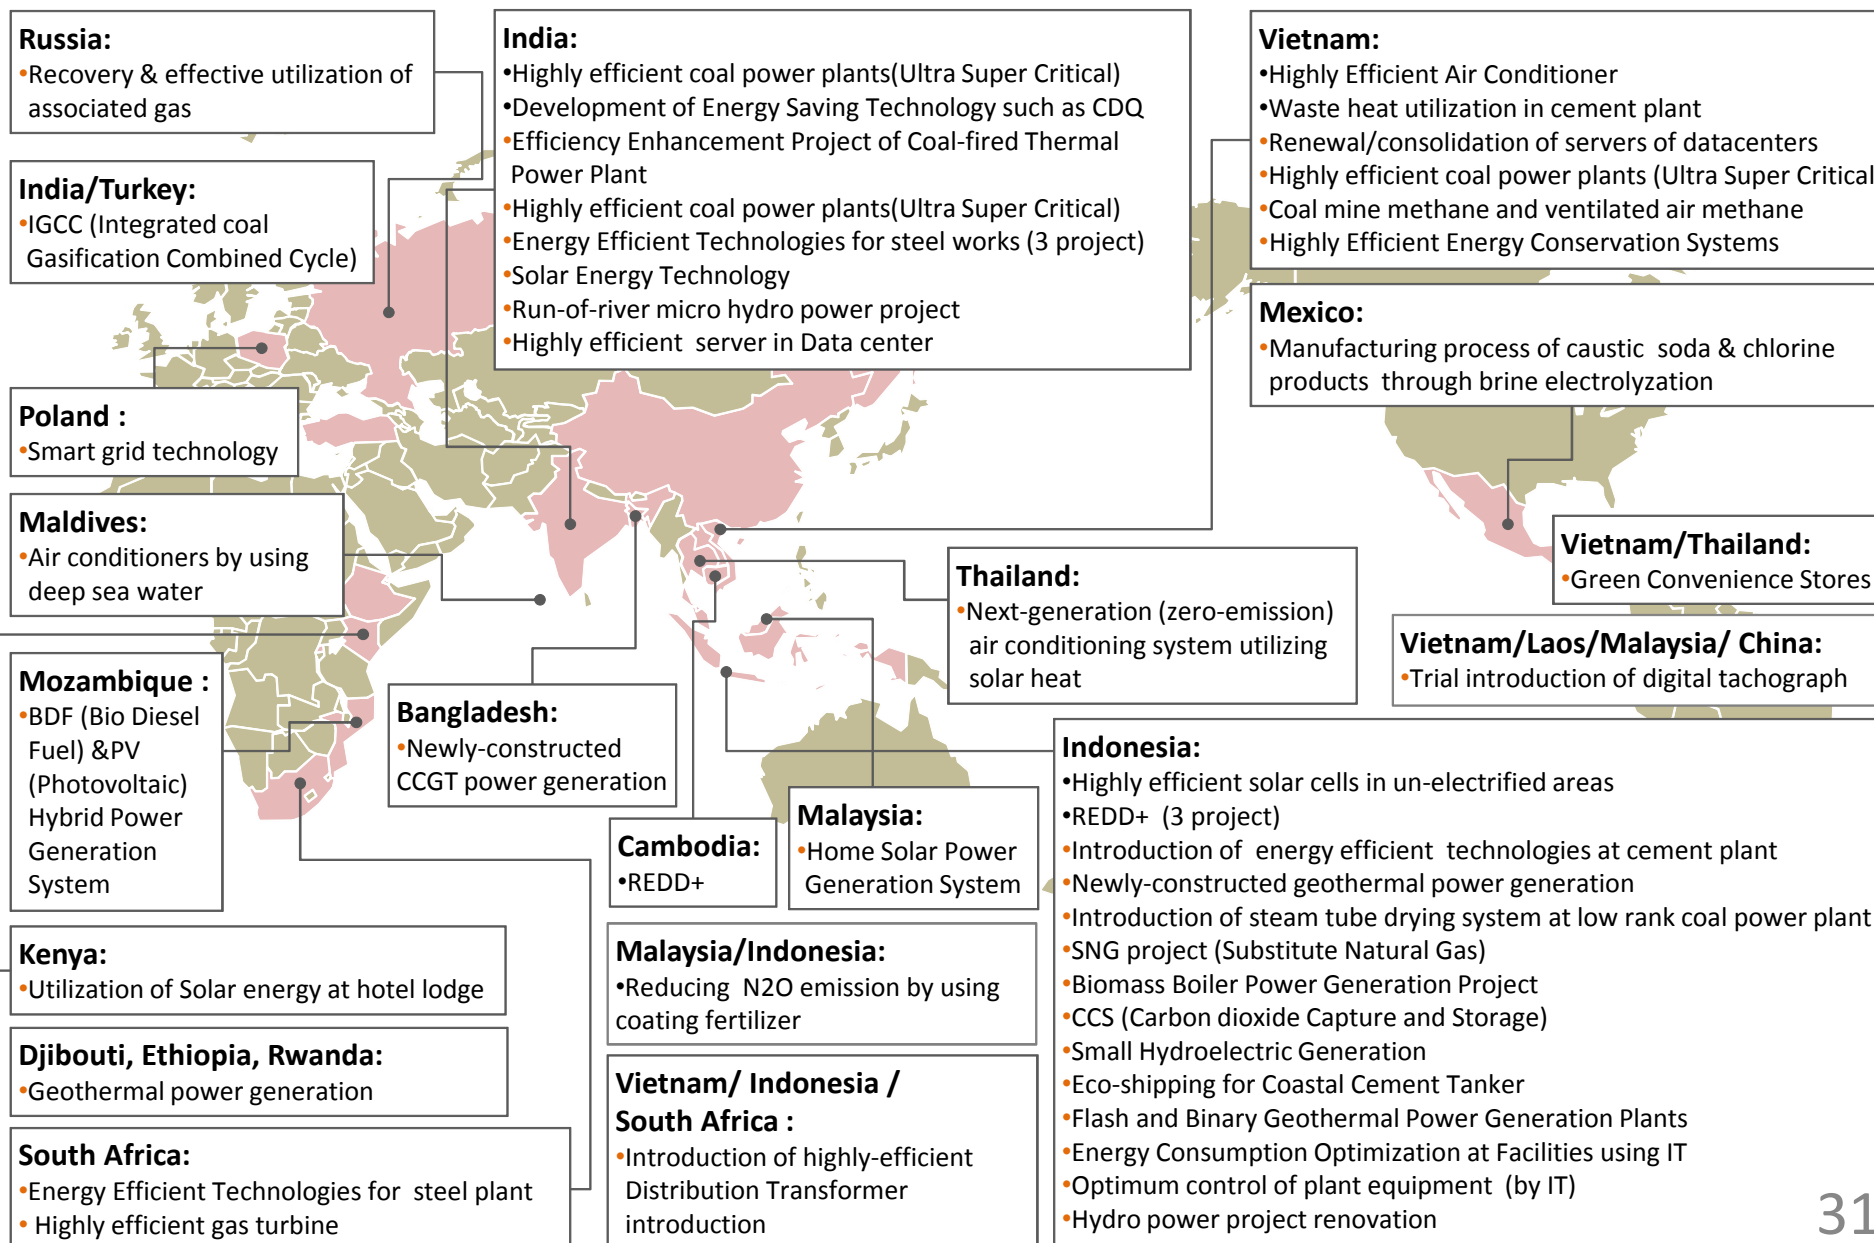 Russia:
•Recovery & effective utilization of
associated gas
India/Turkey:
•IGCC (Integrated coal
Gasification Combined Cycle)
Poland :
•Smart grid technology
Maldives:
•Air conditioners by using
deep sea water
Mozambique :
•BDF (Bio Diesel
Fuel) &PV
(Photovoltaic)
Hybrid Power
Generation
System
Kenya:
•Utilization of Solar energy at hotel lodge
Djibouti, Ethiopia, Rwanda:
•Geothermal power generation
South Africa:
•Energy Efficient Technologies for steel plant
• Highly efficient gas turbine
India:
•Highly efficient coal power plants(Ultra Super Critical)
•Development of Energy Saving Technology such as CDQ
•Efficiency Enhancement Project of Coal-fired Thermal
Power Plant
•Highly efficient coal power plants(Ultra Super Critical)
•Energy Efficient Technologies for steel works (3 project)
•Solar Energy Technology
•Run-of-river micro hydro power project
•Highly efficient server in Data center
Bangladesh:
•Newly-constructed
CCGT power generation
Cambodia:
•REDD+
Malaysia:
•Home Solar Power
Generation System
Malaysia/Indonesia:
•Reducing N2O emission by using
coating fertilizer
Vietnam/ Indonesia /
South Africa :
•Introduction of highly-efficient
Distribution Transformer
introduction
Thailand:
•Next-generation (zero-emission)
air conditioning system utilizing
solar heat
Vietnam:
•Highly Efficient Air Conditioner
•Waste heat utilization in cement plant
•Renewal/consolidation of servers of datacenters
•Highly efficient coal power plants (Ultra Super Critical
•Coal mine methane and ventilated air methane
•Highly Efficient Energy Conservation Systems
Mexico:
•Manufacturing process of caustic soda & chlorine
products through brine electrolyzation
Vietnam/Thailand:
•Green Convenience Stores
Vietnam/Laos/Malaysia/ China:
•Trial introduction of digital tachograph
Indonesia:
•Highly efficient solar cells in un-electrified areas
•REDD+ (3 project)
•Introduction of energy efficient technologies at cement plant
•Newly-constructed geothermal power generation
•Introduction of steam tube drying system at low rank coal power plant
•SNG project (Substitute Natural Gas)
•Biomass Boiler Power Generation Project
•CCS (Carbon dioxide Capture and Storage)
•Small Hydroelectric Generation
•Eco-shipping for Coastal Cement Tanker
•Flash and Binary Geothermal Power Generation Plants
•Energy Consumption Optimization at Facilities using IT
•Optimum control of plant equipment (by IT)
•Hydro power project renovation
31